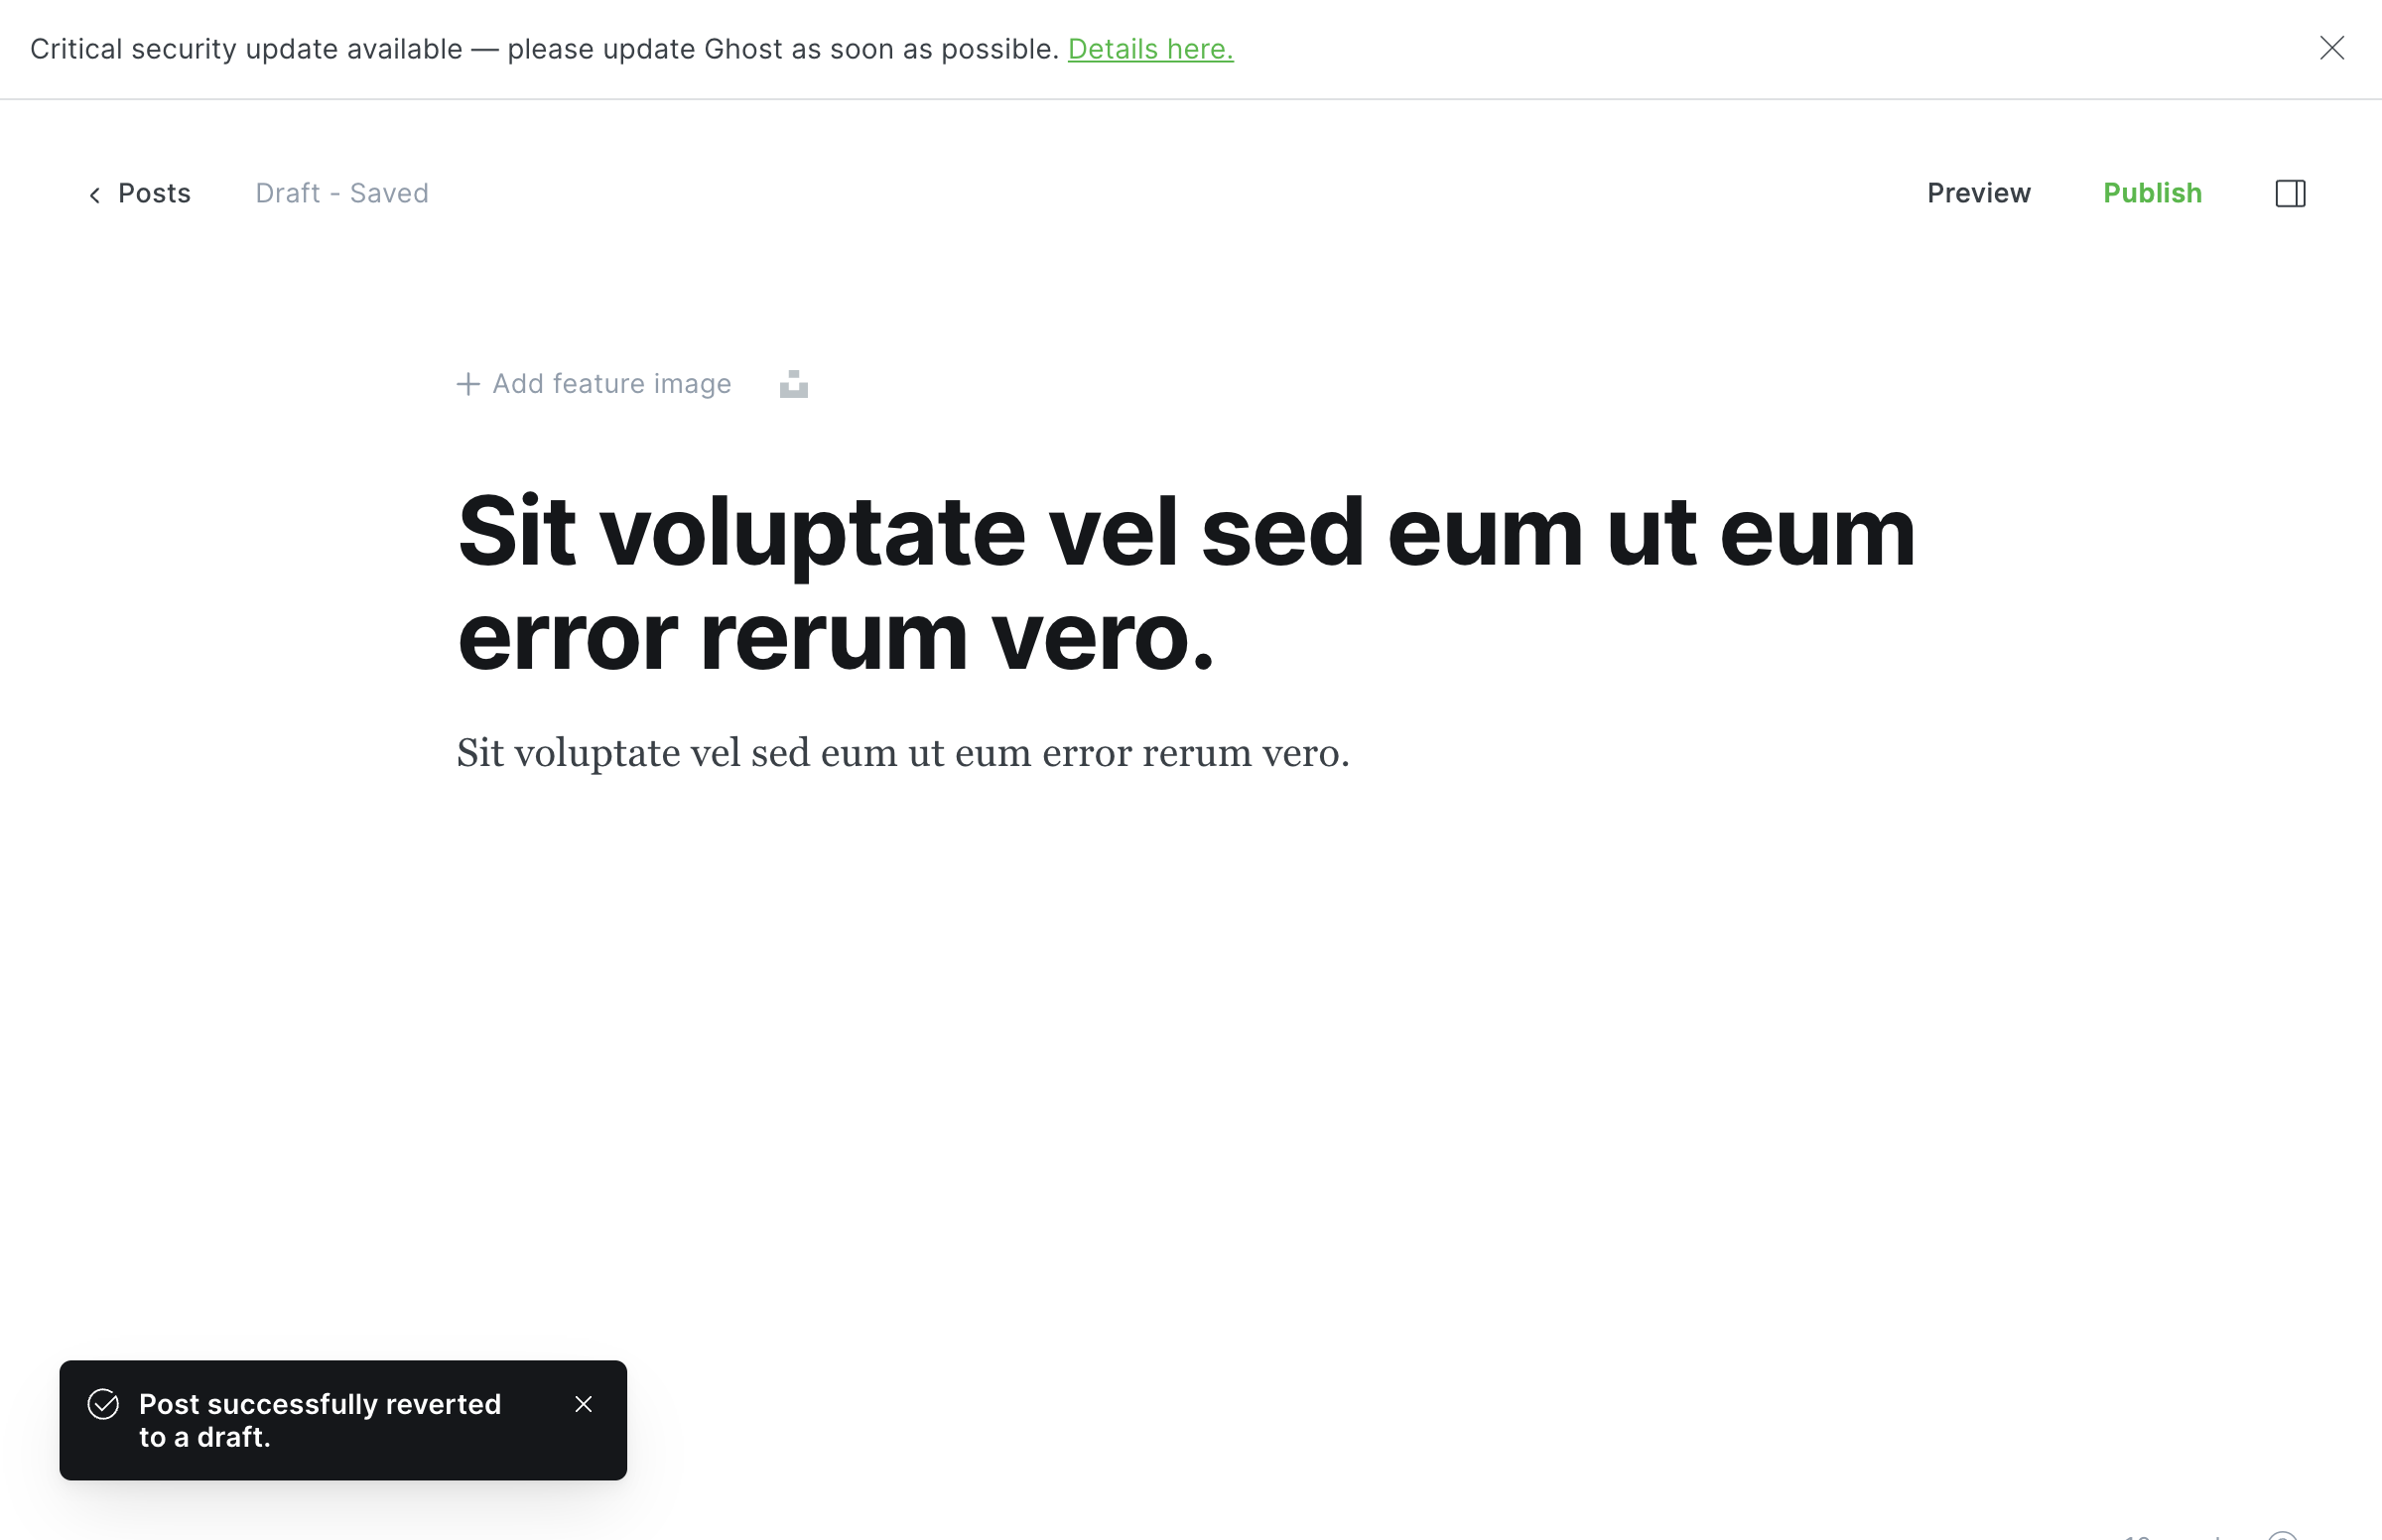 Critical security update available — please update Ghost as soon as possible. Details here.
Posts
Draft - Saved
Preview
Publish
Add feature image
Sit voluptate vel sed eum ut eum
error rerum vero.
Sit voluptate vel sed eum ut eum error rerum vero.
Post successfully reverted
to a draft.